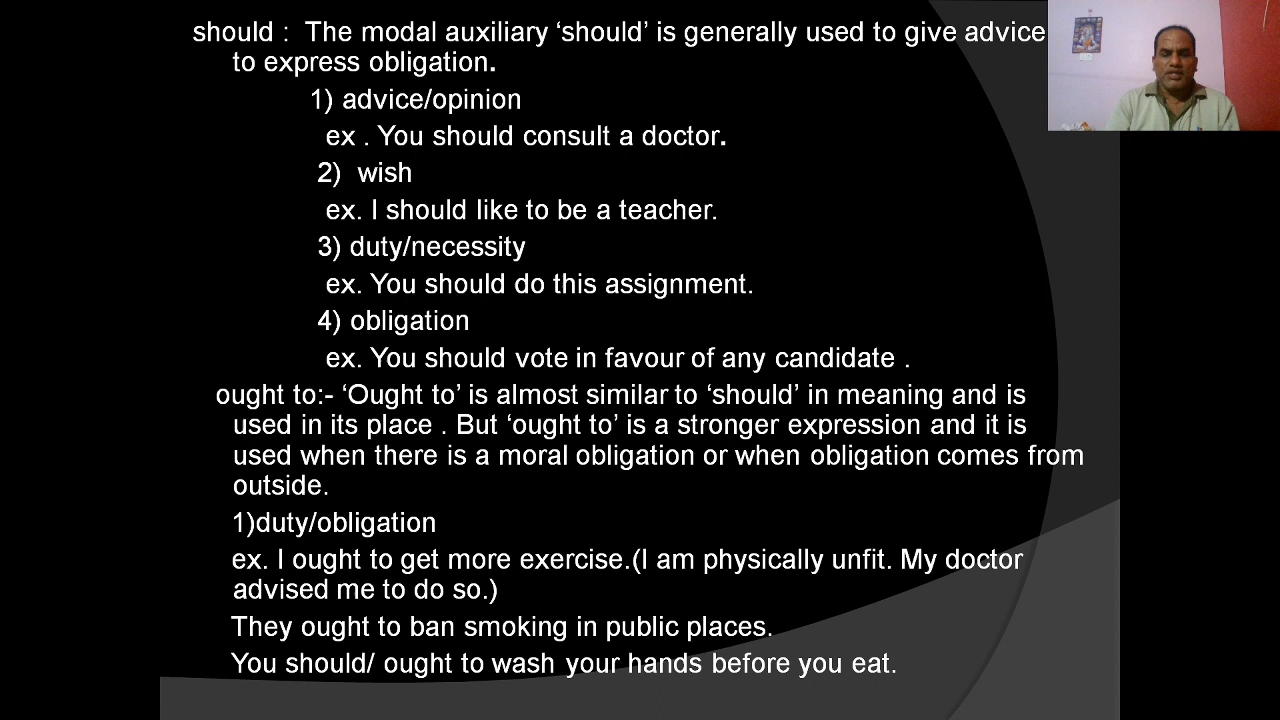 should :  The modal auxiliary ‘should’ is generally used to give advice
to express obligation.
1) advice/opinion
ex . You should consult a doctor.
2)  wish
ex. I should like to be a teacher.
3) duty/necessity
ex. You should do this assignment.
4) obligation
ex. You should vote in favour of any candidate .
ought to:- ‘Ought to’ is almost similar to ‘should’ in meaning and is
used in its place . But ‘ought to’ is a stronger expression and it is
used when there is a moral obligation or when obligation comes from
outside.
1)duty/obligation
ex. I ought to get more exercise.(I am physically unfit. My doctor
advised me to do so.)
They ought to ban smoking in public places.
You should/ ought to wash your hands before you eat.